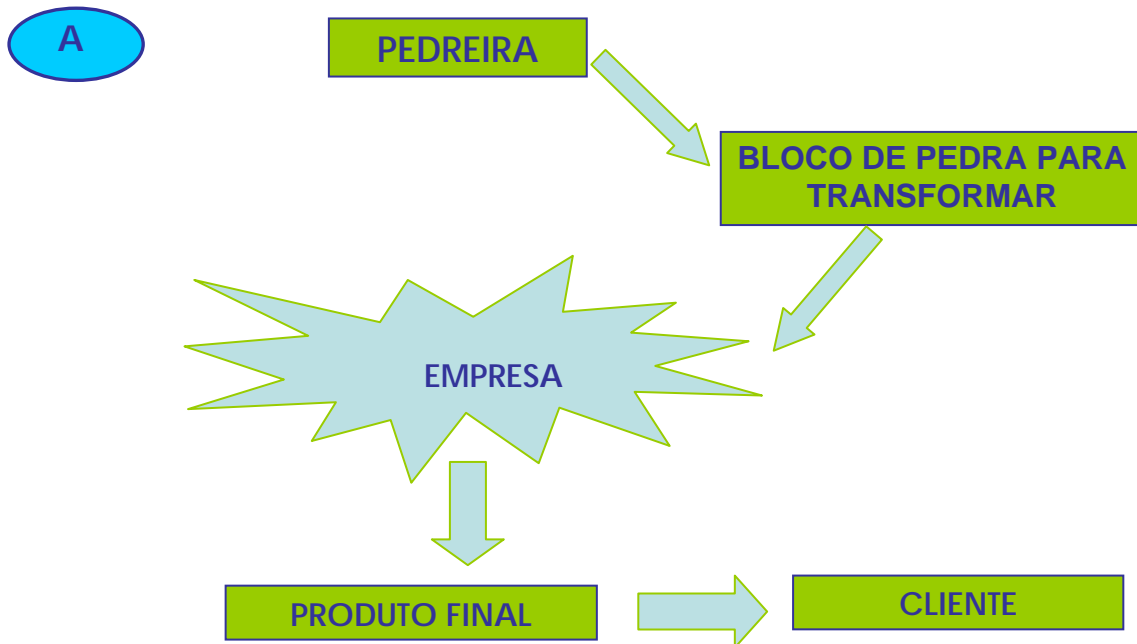 A
PEDREIRA
BLOCO DE PEDRA PARA
TRANSFORMAR
EMPRESA
PRODUTO FINAL
CLIENTE